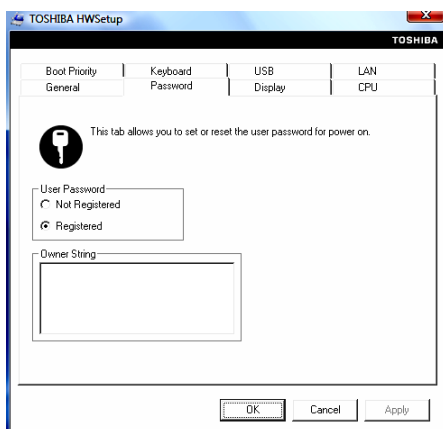 TOSHIBA HWSetup
TOSHIBA
Boot Priority Keyboard USB LAN
General Password Display CPU
This tab allows you to set or reset the user password for power on.
User Password
Not Registered
Registered
Owner String
OK Cancel Apply